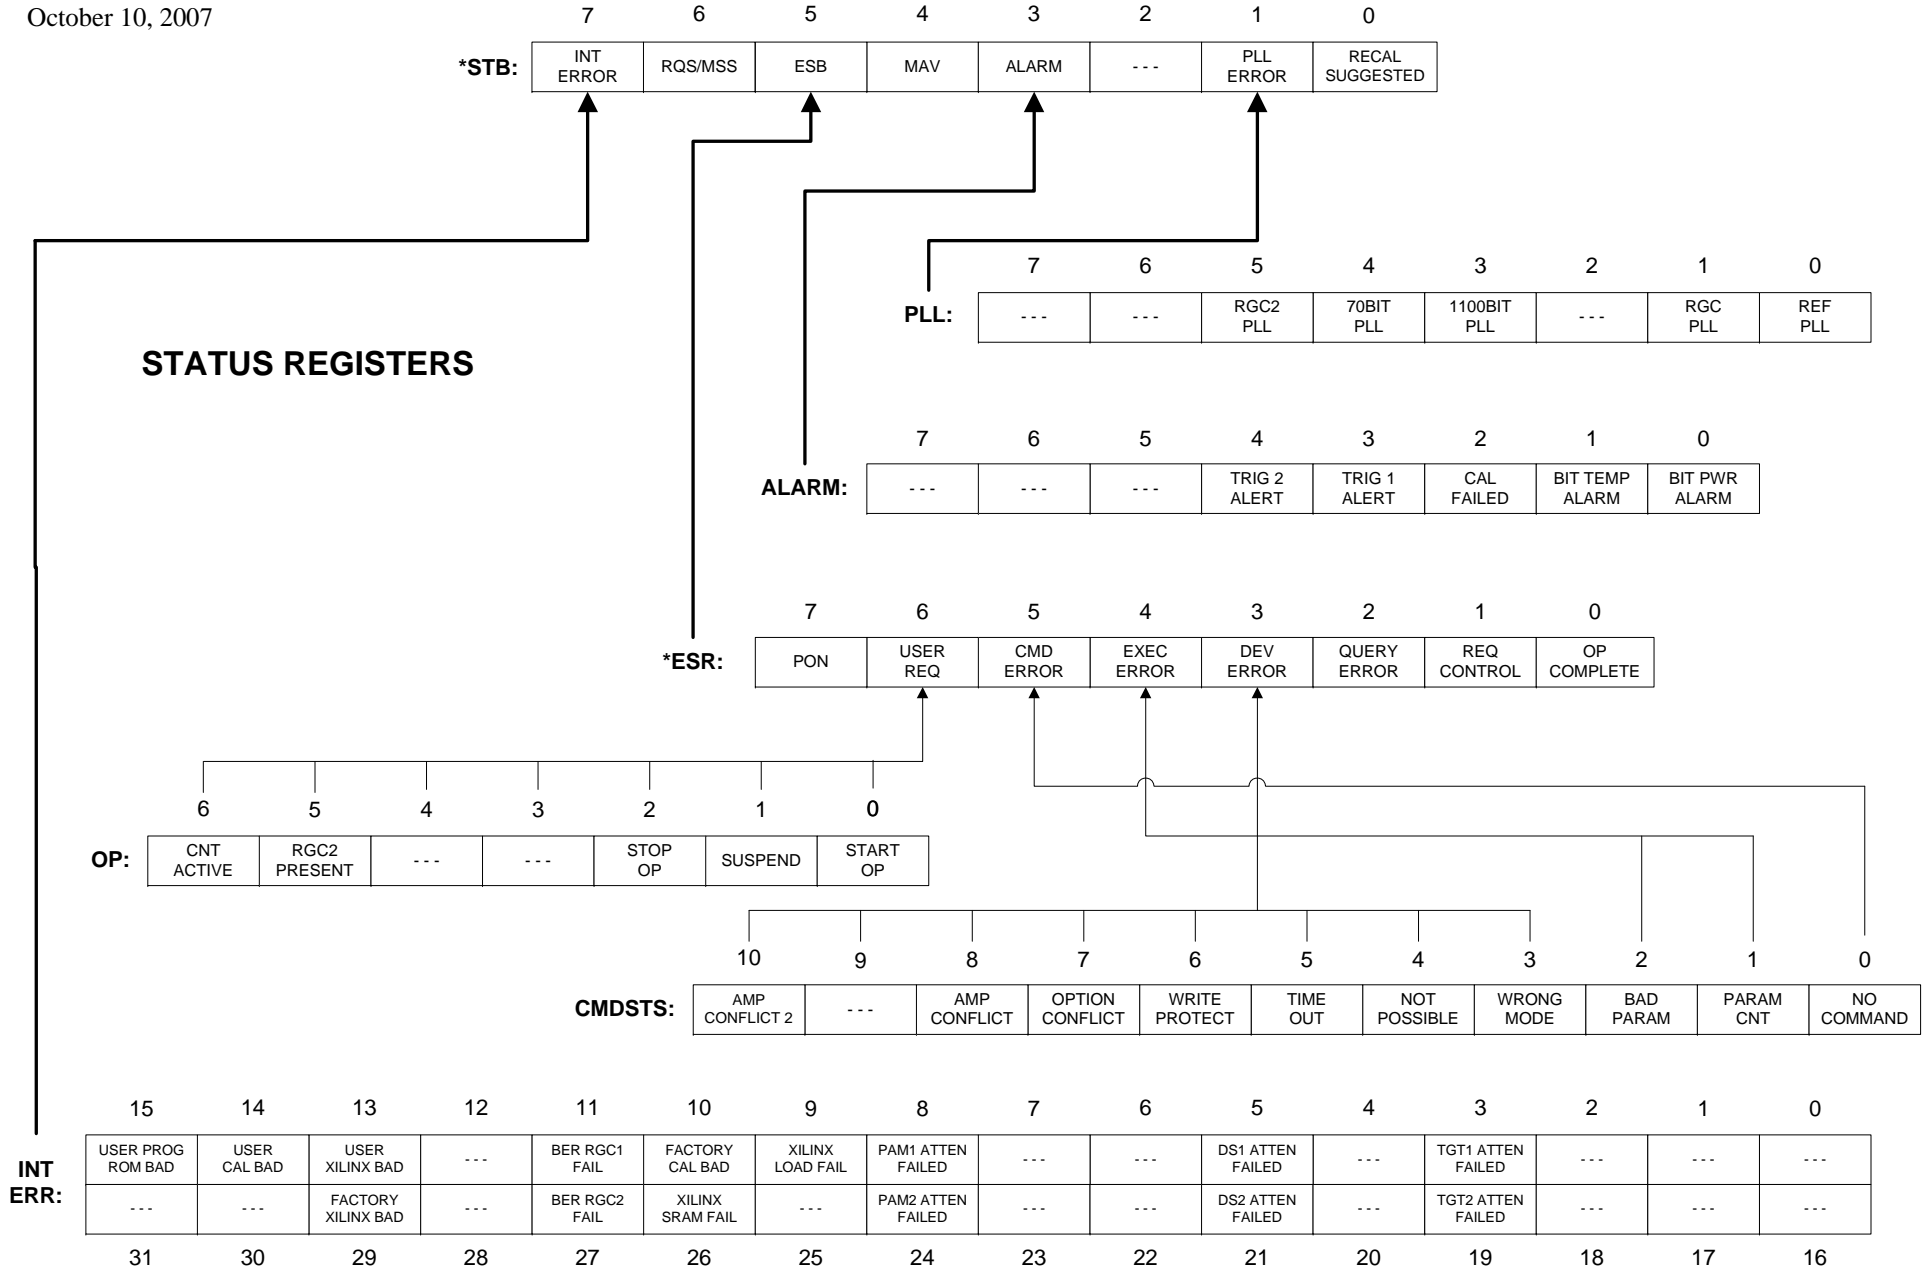 October 10, 2007
7 6 5 4 3 2 1 0
*STB:
INT ERROR
RQS/MSS
ESB
MAV
ALARM
- - -
PLL ERROR
RECAL SUGGESTED
7 6 5 4 3 2 1 0
PLL:
- - -
- - -
RGC2 PLL
70BIT PLL
1100BIT PLL
- - -
RGC PLL
REF PLL
STATUS REGISTERS
7 6 5 4 3 2 1 0
ALARM:
- - -
- - -
- - -
TRIG 2 ALERT
TRIG 1 ALERT
CAL FAILED
BIT TEMP ALARM
BIT PWR ALARM
7 6 5 4 3 2 1 0
*ESR:
PON
USER REQ
CMD ERROR
EXEC ERROR
DEV ERROR
QUERY ERROR
REQ CONTROL
OP COMPLETE
6 5 4 3 2 1 0
OP:
CNT ACTIVE
RGC2 PRESENT
- - -
- - -
STOP OP
SUSPEND
START OP
10 9 8 7 6 5 4 3 2 1 0
CMDSTS:
AMP CONFLICT 2
- - -
AMP CONFLICT
OPTION CONFLICT
WRITE PROTECT
TIME OUT
NOT POSSIBLE
WRONG MODE
BAD PARAM
PARAM CNT
NO COMMAND
15 14 13 12 11 10 9 8 7 6 5 4 3 2 1 0
INT ERR:
USER PROG ROM BAD
USER CAL BAD
USER XILINX BAD
- - -
BER RGC1 FAIL
FACTORY CAL BAD
XILINX LOAD FAIL
PAM1 ATTEN FAILED
- - -
- - -
DS1 ATTEN FAILED
- - -
TGT1 ATTEN FAILED
- - -
- - -
- - -
- - -
- - -
FACTORY XILINX BAD
- - -
BER RGC2 FAIL
XILINX SRAM FAIL
- - -
PAM2 ATTEN FAILED
- - -
- - -
DS2 ATTEN FAILED
- - -
TGT2 ATTEN FAILED
- - -
- - -
- - -
31 30 29 28 27 26 25 24 23 22 21 20 19 18 17 16